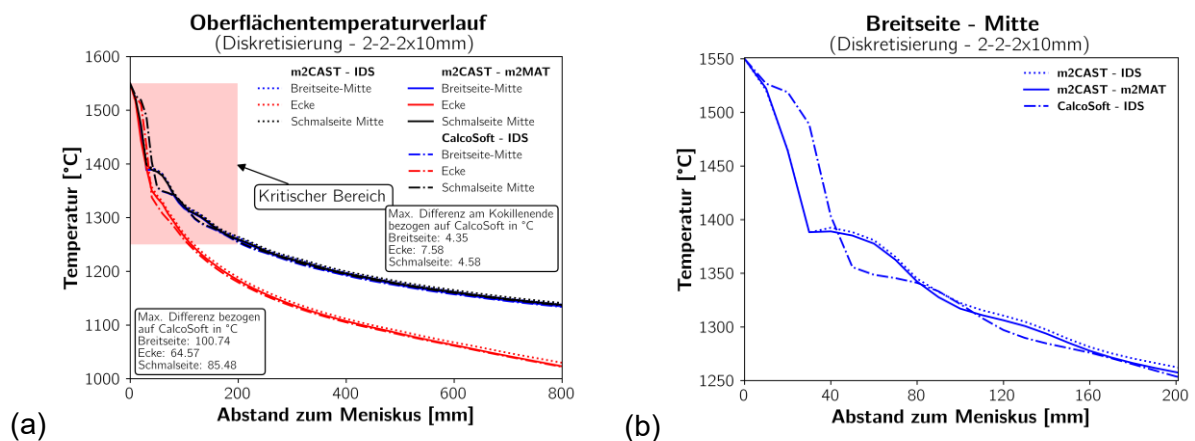 Oberflächentemperaturverlauf
(Diskretisierung - 2-2-2x10mm)
Temperatur [°C]
1600
1500
1400
1300
1200
1100
1000
m2CAST - IDS
Breitseite-Mitte
Ecke
Schmalseite Mitte
m2CAST - m2MAT
Breitseite-Mitte
Ecke
Schmalseite Mitte
CalcoSoft - IDS
Breitseite-Mitte
Ecke
Schmalseite Mitte
Kritischer Bereich
Max. Differenz am Kokillenende
bezogen auf CalcoSoft in °C
Breitseite: 4.35
Ecke: 7.58
Schmalseite: 4.58
Max. Differenz bezogen
auf CalcoSoft in °C
Breitseite: 100.74
Ecke: 64.57
Schmalseite: 85.48
0 200 400 600 800
Abstand zum Meniskus [mm]
(a)
Breitseite - Mitte
(Diskretisierung - 2-2-2x10mm)
Temperatur [°C]
1550
1500
1450
1400
1350
1300
1250
m2CAST - IDS
m2CAST - m2MAT
CalcoSoft - IDS
0 50 100 150 200
Abstand zum Meniskus [mm]
(b)